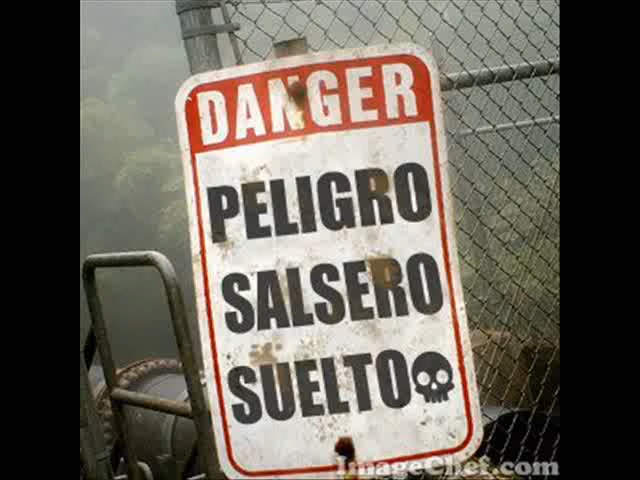 DANGER
PELIGRO
SALSERO
SUELTO
ImageChef.com